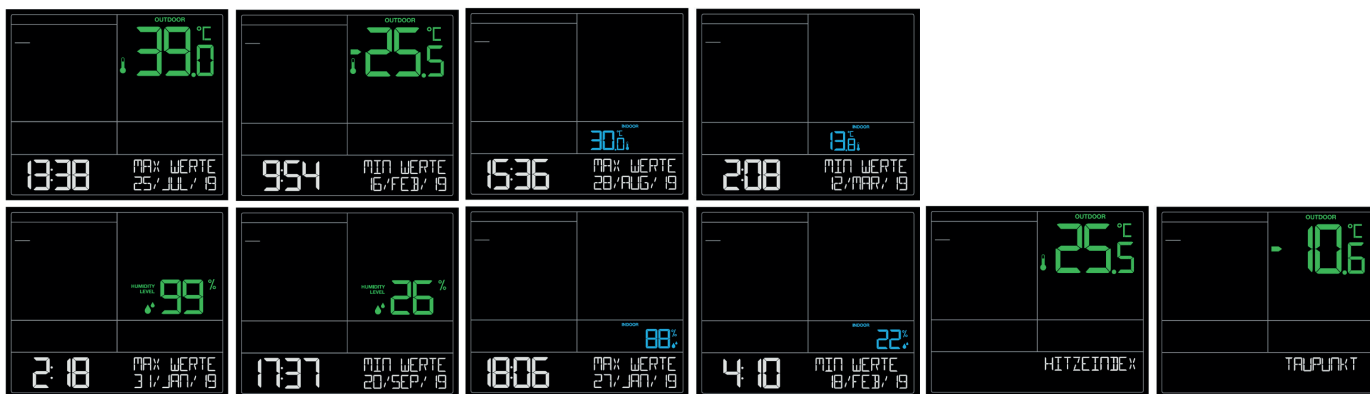 OUTDOOR
39.0 °C
13:38 MAX WERTE
25/JUL/19
OUTDOOR
25.5 °C
9:54 MIN WERTE
16/FEB/19
INDOOR
30.0 °C
15:36 MAX WERTE
28/AUG/19
INDOOR
13.8 °C
2:08 MIN WERTE
12/MAR/19
HUMIDITY
LEVEL
99 %
2:18 MAX WERTE
31/JAN/19
HUMIDITY
LEVEL
26 %
17:37 MIN WERTE
20/SEP/19
INDOOR
88 %
18:06 MAX WERTE
27/JAN/19
INDOOR
22 %
4:10 MIN WERTE
18/FEB/19
OUTDOOR
25.5 °C
HITZEINDEX
OUTDOOR
10.6 °C
TAUPUNKT